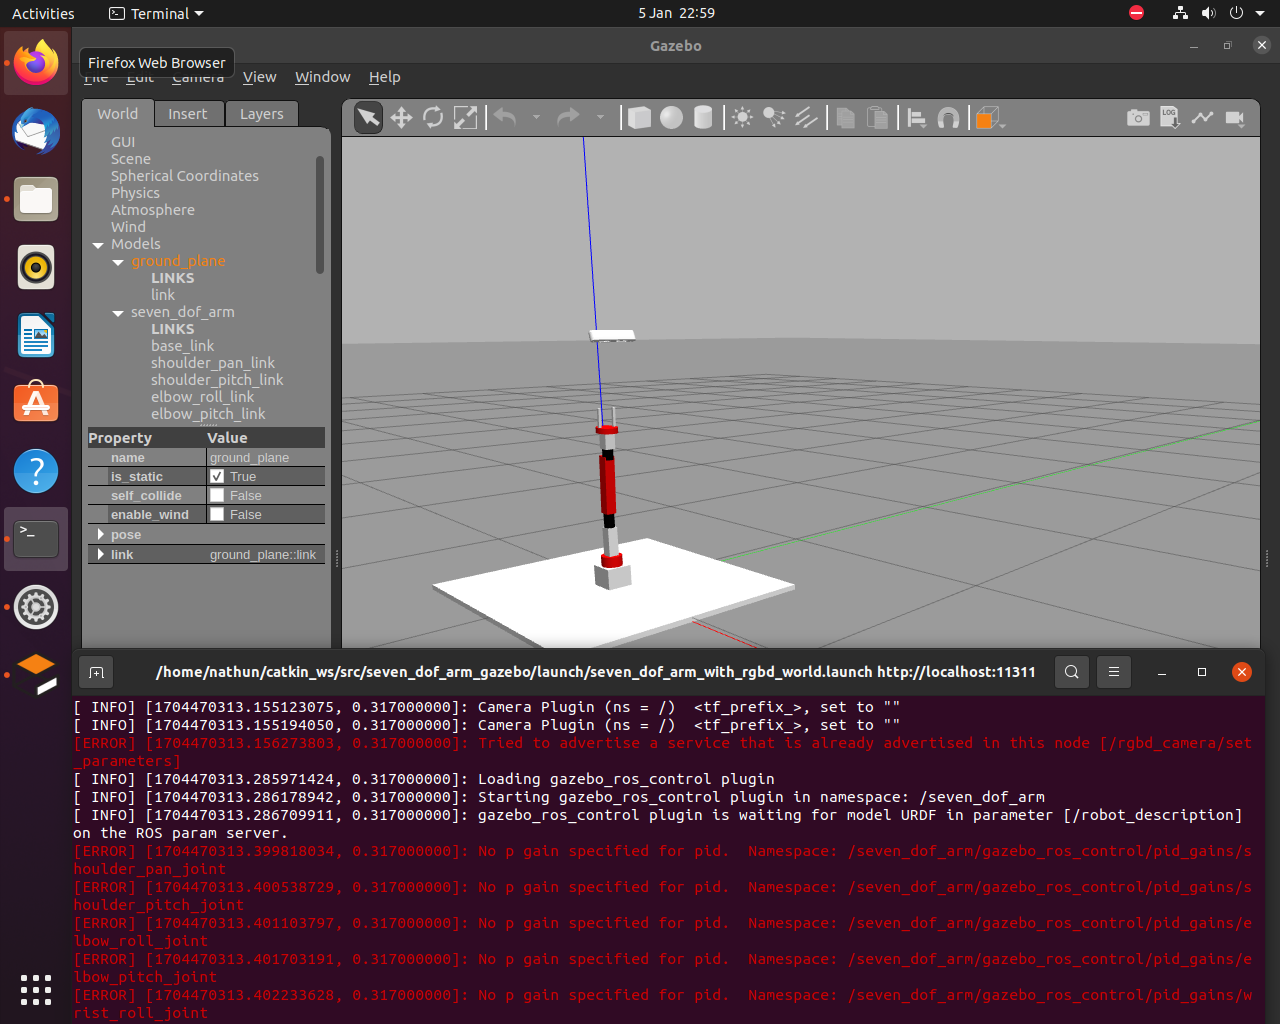 Activities
Terminal
5 Jan 22:59
Gazebo
Firefox Web Browser
File Edit Camera View Window Help
World
Insert
Layers
GUI
Scene
Spherical Coordinates
Physics
Atmosphere
Wind
Models
ground_plane
LINKS
link
seven_dof_arm
LINKS
base_link
shoulder_pan_link
shoulder_pitch_link
elbow_roll_link
elbow_pitch_link
Property Value
name ground_plane
is_static True
self_collide False
enable_wind False
pose
link ground_plane::link
LOG
/home/nathun/catkin_ws/src/seven_dof_arm_gazebo/launch/seven_dof_arm_with_rgbd_world.launch http://localhost:11311
[ INFO] [1704470313.155123075, 0.317000000]: Camera Plugin (ns = /)  <tf_prefix_>, set to ""
[ INFO] [1704470313.155194050, 0.317000000]: Camera Plugin (ns = /)  <tf_prefix_>, set to ""
[ERROR] [1704470313.156273803, 0.317000000]: Tried to advertise a service that is already advertised in this node [/rgbd_camera/set
_parameters]
[ INFO] [1704470313.285971424, 0.317000000]: Loading gazebo_ros_control plugin
[ INFO] [1704470313.286178942, 0.317000000]: Starting gazebo_ros_control plugin in namespace: /seven_dof_arm
[ INFO] [1704470313.286709911, 0.317000000]: gazebo_ros_control plugin is waiting for model URDF in parameter [/robot_description]
on the ROS param server.
[ERROR] [1704470313.399818034, 0.317000000]: No p gain specified for pid.  Namespace: /seven_dof_arm/gazebo_ros_control/pid_gains/s
houlder_pan_joint
[ERROR] [1704470313.400538729, 0.317000000]: No p gain specified for pid.  Namespace: /seven_dof_arm/gazebo_ros_control/pid_gains/s
houlder_pitch_joint
[ERROR] [1704470313.401103797, 0.317000000]: No p gain specified for pid.  Namespace: /seven_dof_arm/gazebo_ros_control/pid_gains/e
lbow_roll_joint
[ERROR] [1704470313.401703191, 0.317000000]: No p gain specified for pid.  Namespace: /seven_dof_arm/gazebo_ros_control/pid_gains/e
lbow_pitch_joint
[ERROR] [1704470313.402233628, 0.317000000]: No p gain specified for pid.  Namespace: /seven_dof_arm/gazebo_ros_control/pid_gains/w
rist_roll_joint